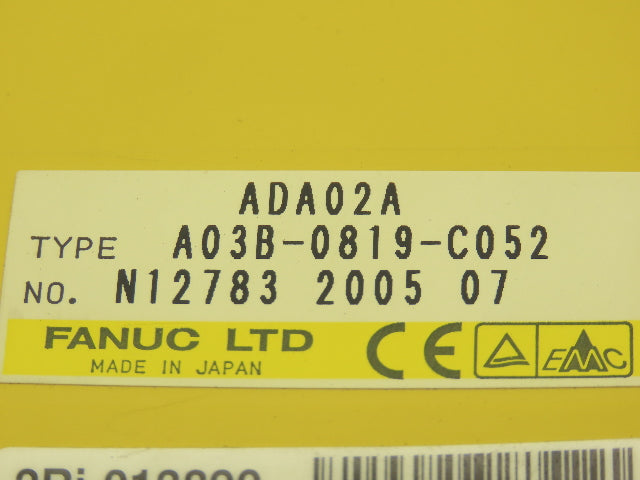 ADA02A
TYPE A03B-0819-C052
NO. N12783 2005 07
FANUC LTD CE EMC
MADE IN JAPAN